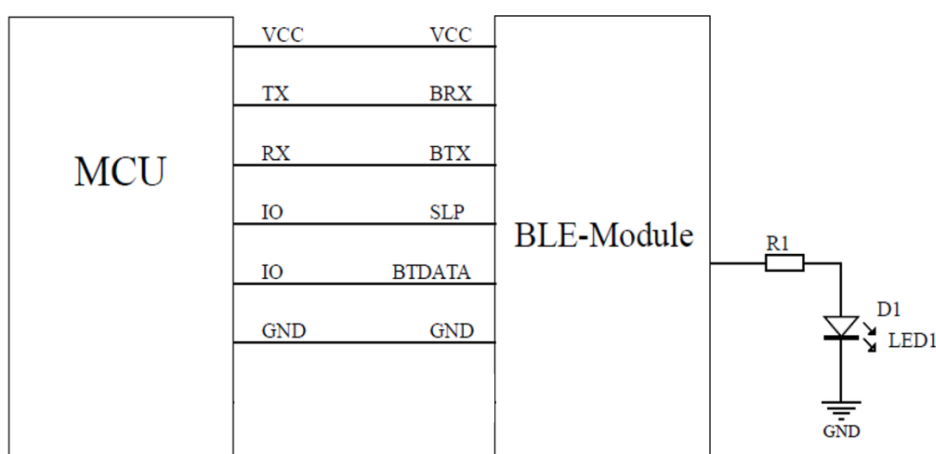 VCC VCC
TX BRX
RX BTX
MCU
IO SLP
BLE-Module
R1
IO BTDATA
D1
GND GND
LED1
GND